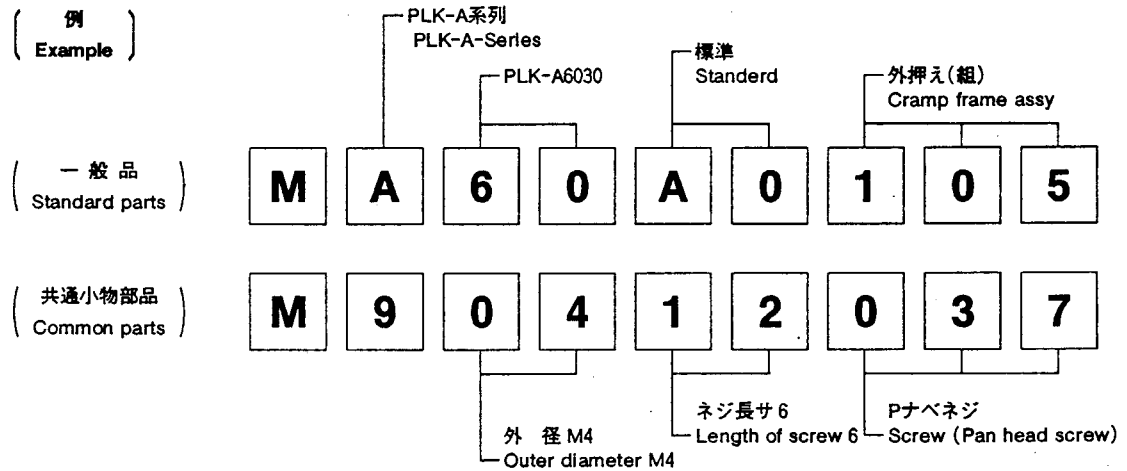 例
Example
PLK-A系列
PLK-A-Series
PLK-A6030
標準
Standerd
外押え(組)
Cramp frame assy
一般品
Standard parts
M A 6 0 A 0 1 0 5
共通小物部品
Common parts
M 9 0 4 1 2 0 3 7
外 径 M4
Outer diameter M4
ネジ長サ 6
Length of screw 6
Pナベネジ
Screw (Pan head screw)